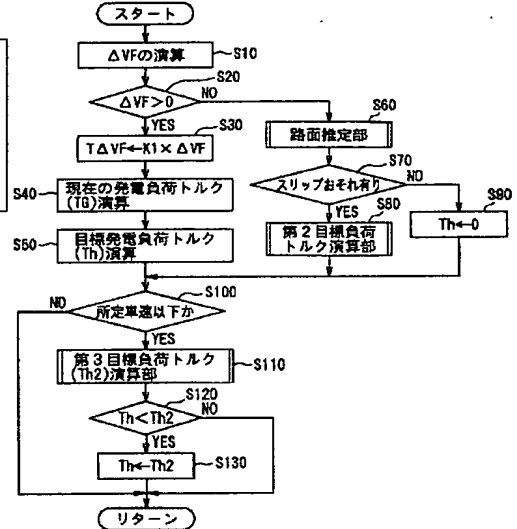 スタート
ΔVFの演算
S10
S20
ΔVF>0
NO
YES
S30
TΔVF←K1×ΔVF
S40
現在の発電負荷トルク
(TG)演算
S50
目標発電負荷トルク
(Th)演算
S60
路面推定部
S70
スリップおそれ有り
NO
YES
S80
第2目標負荷
トルク演算部
S90
Th←0
S100
NO
所定車速以下か
YES
第3目標負荷トルク
(Th2)演算部
S110
S120
Th<Th2
NO
YES
Th←Th2
S130
リターン